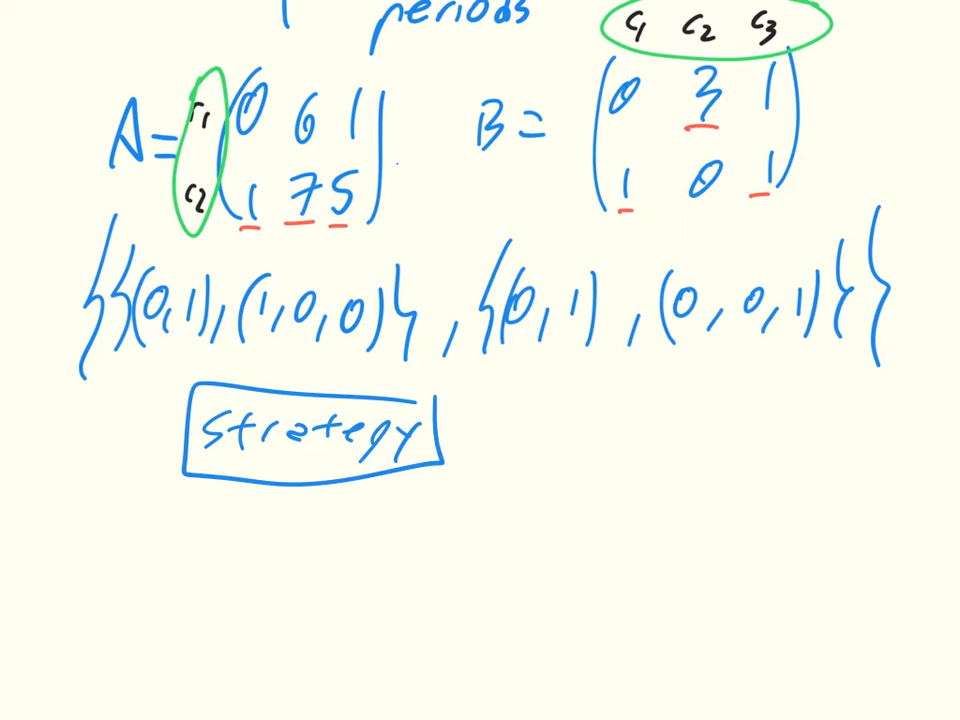 periods
c1 c2 c3
A = r1 (0 6 1 B = (0 3 1
c2 1 7 5) 1 0 1)
{{(0,1),(1,0,0)}, {(0,1),(0,0,1)}}
strategy